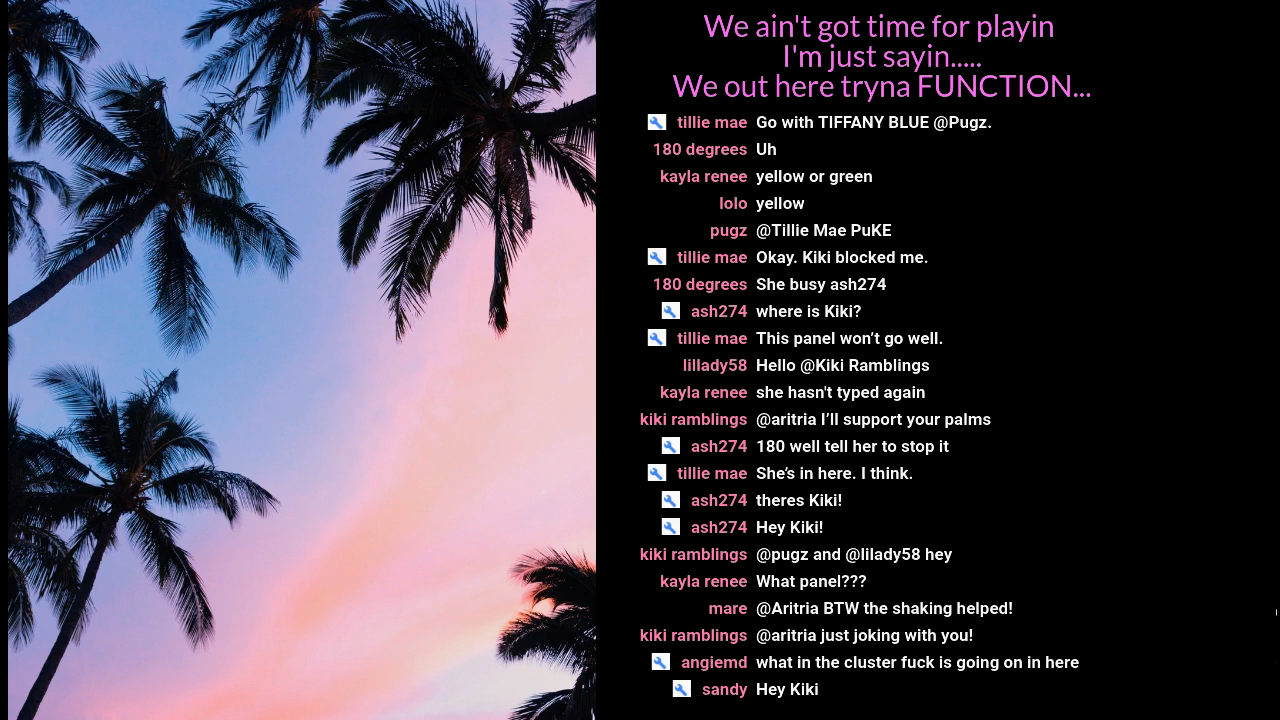 We ain't got time for playin
I'm just sayin.....
We out here tryna FUNCTION...
tillie mae Go with TIFFANY BLUE @Pugz.
180 degrees Uh
kayla renee yellow or green
lolo yellow
pugz @Tillie Mae PuKE
tillie mae Okay. Kiki blocked me.
180 degrees She busy ash274
ash274 where is Kiki?
tillie mae This panel won’t go well.
lillady58 Hello @Kiki Ramblings
kayla renee she hasn't typed again
kiki ramblings @aritria I’ll support your palms
ash274 180 well tell her to stop it
tillie mae She’s in here. I think.
ash274 theres Kiki!
ash274 Hey Kiki!
kiki ramblings @pugz and @lilady58 hey
kayla renee What panel???
mare @Aritria BTW the shaking helped!
kiki ramblings @aritria just joking with you!
angiemd what in the cluster fuck is going on in here
sandy Hey Kiki